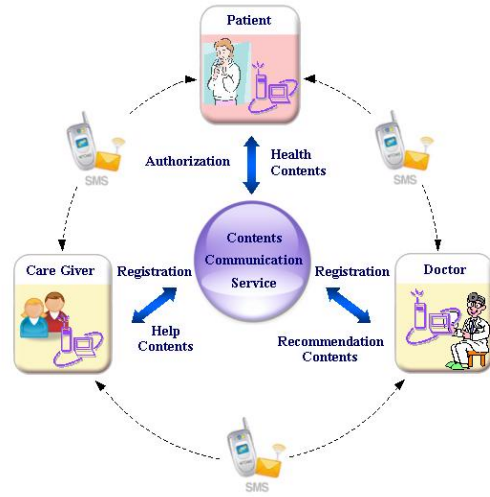 Patient
SMS
SMS
Authorization
Health
Contents
Contents
Communication
Service
Care Giver
Registration
Registration
Doctor
Help
Contents
Recommendation
Contents
SMS